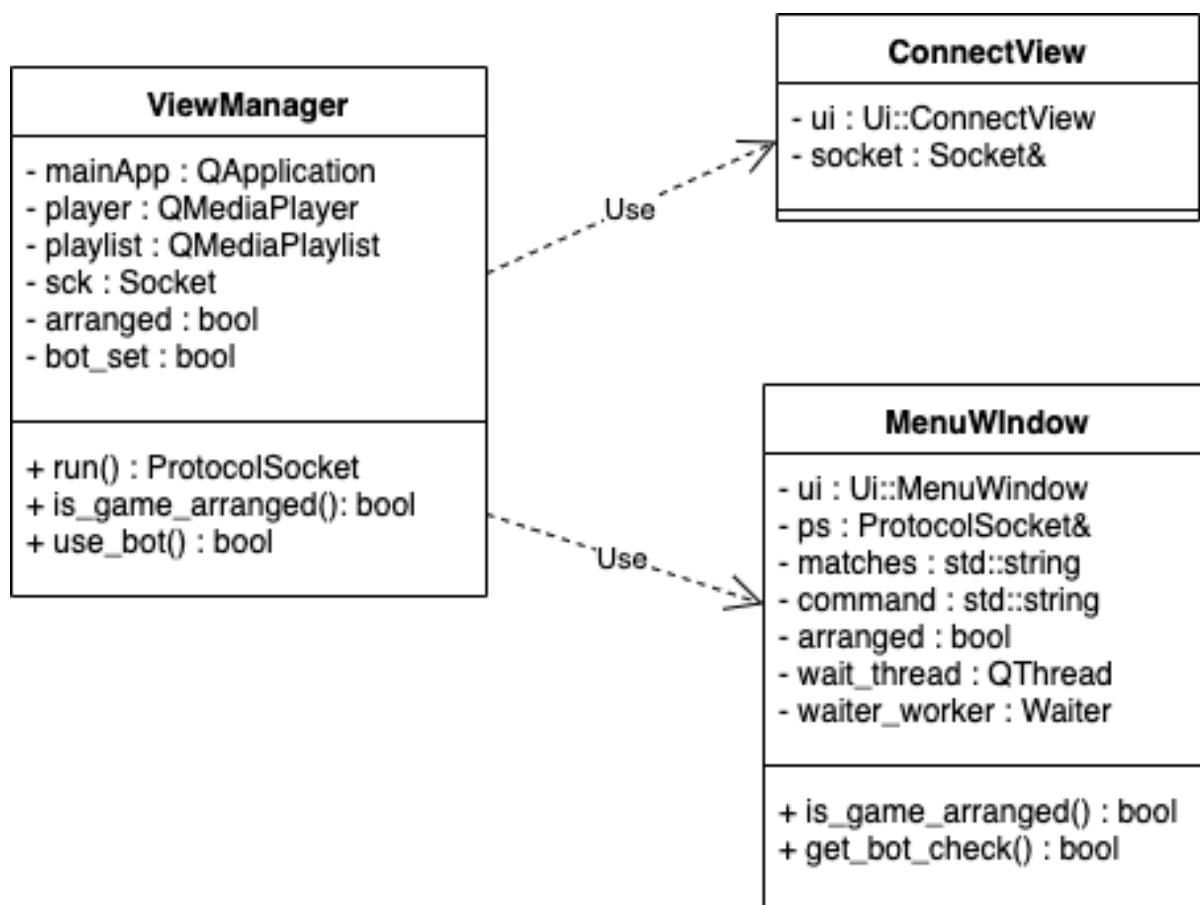 ViewManager
- mainApp : QApplication
- player : QMediaPlayer
- playlist : QMediaPlaylist
- sck : Socket
- arranged : bool
- bot_set : bool
+ run() : ProtocolSocket
+ is_game_arranged(): bool
+ use_bot() : bool
Use
ConnectView
- ui : Ui::ConnectView
- socket : Socket&
Use
MenuWIndow
- ui : Ui::MenuWindow
- ps : ProtocolSocket&
- matches : std::string
- command : std::string
- arranged : bool
- wait_thread : QThread
- waiter_worker : Waiter
+ is_game_arranged() : bool
+ get_bot_check() : bool